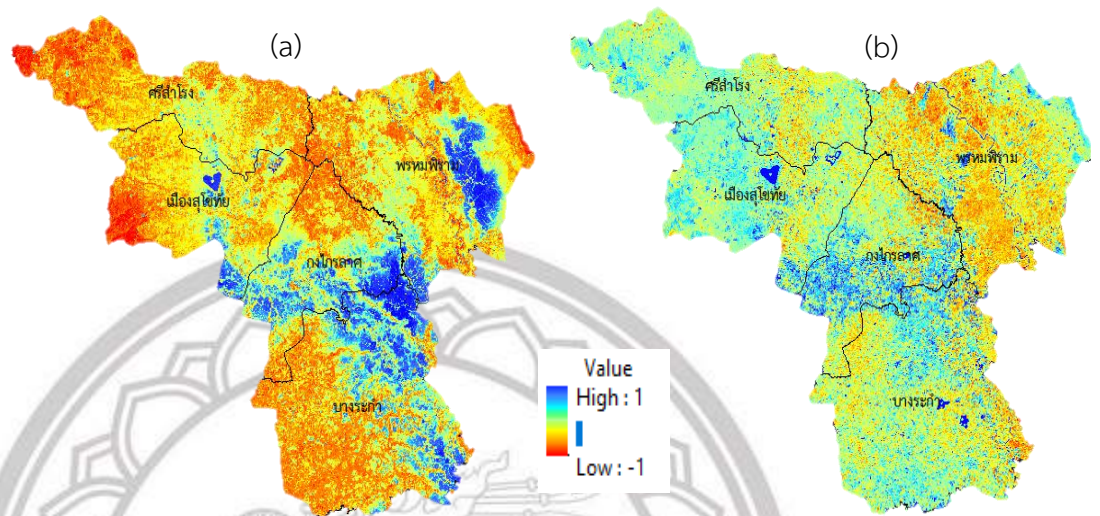 (a)
ศรีสำโรง
พรหมพิราม
เมืองสุโขทัย
กงไกรลาศ
บางระกำ
Value
High : 1
Low : -1
(b)
ศรีสำโรง
พรหมพิราม
เมืองสุโขทัย
กงไกรลาศ
บางระกำ